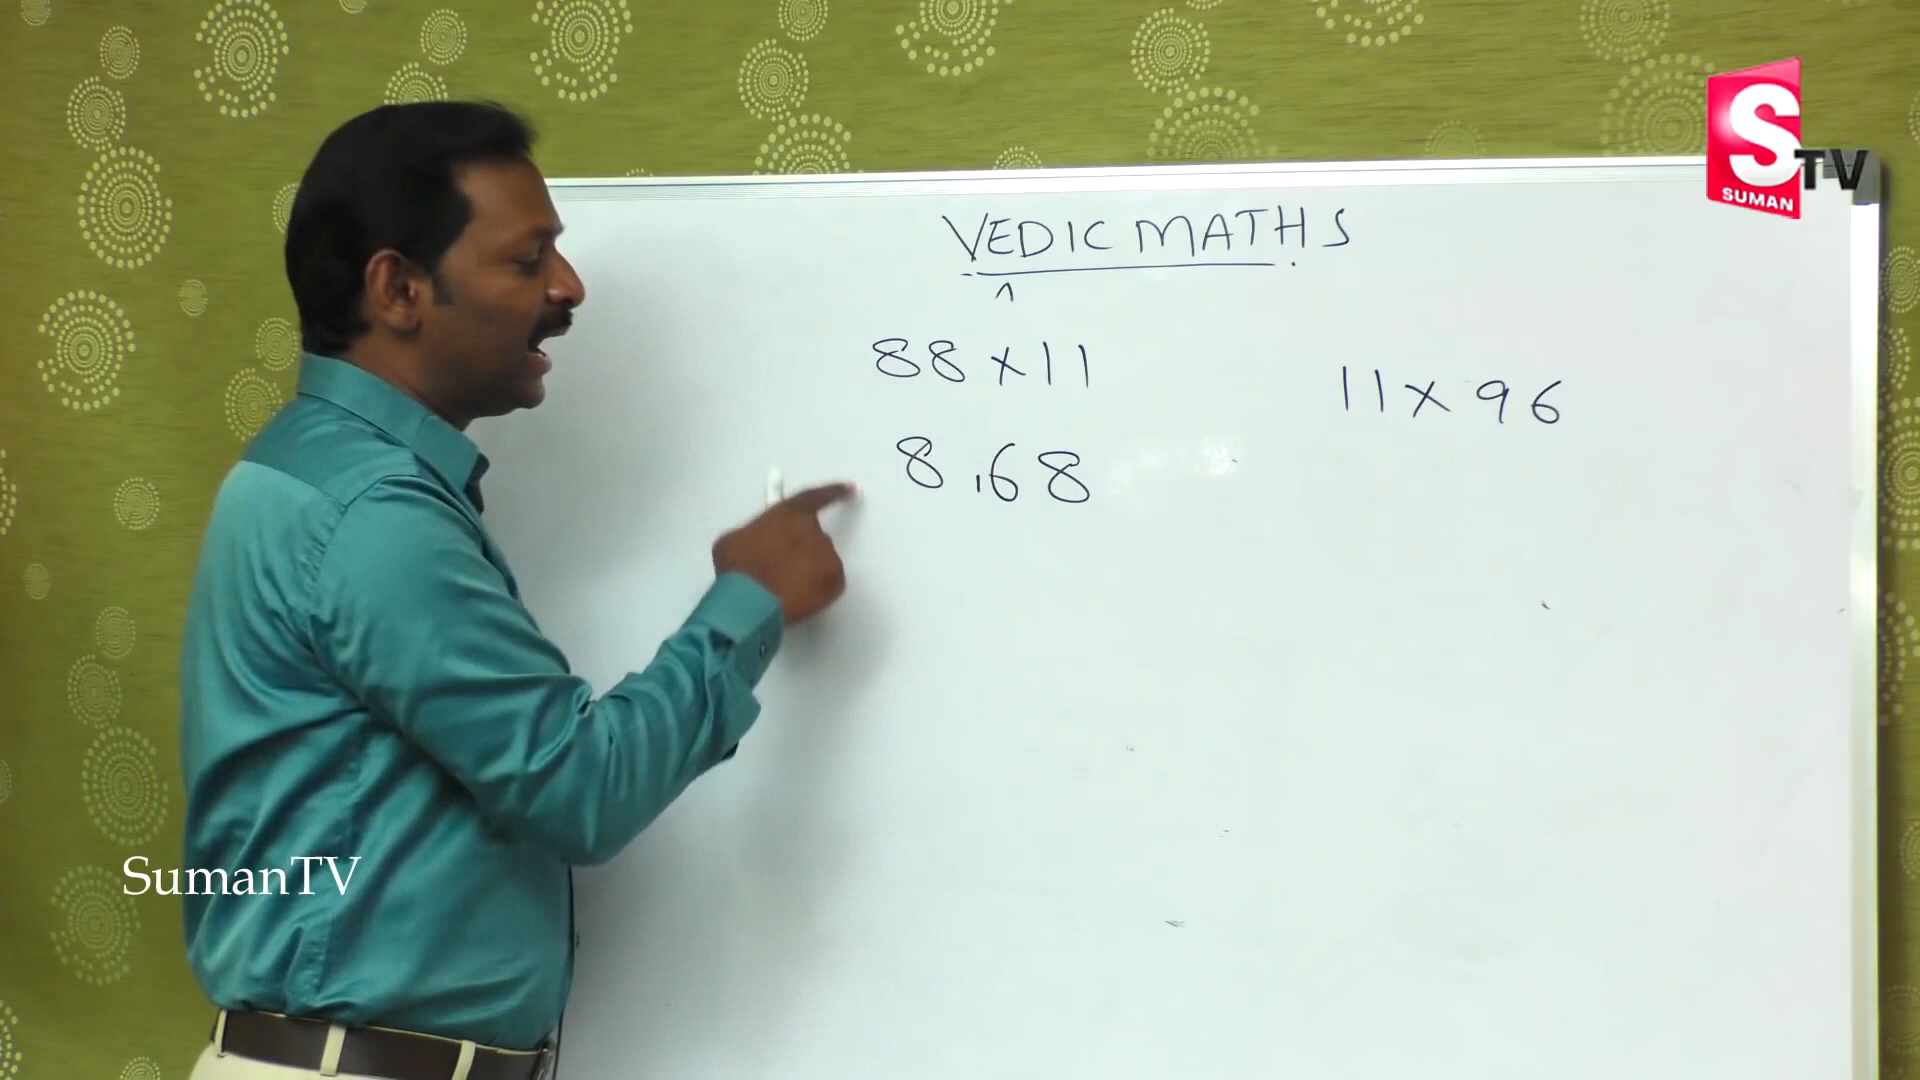 S
TV
SUMAN
VEDIC MATHS
^
88 x 11
11 x 96
8 ,68
SumanTV